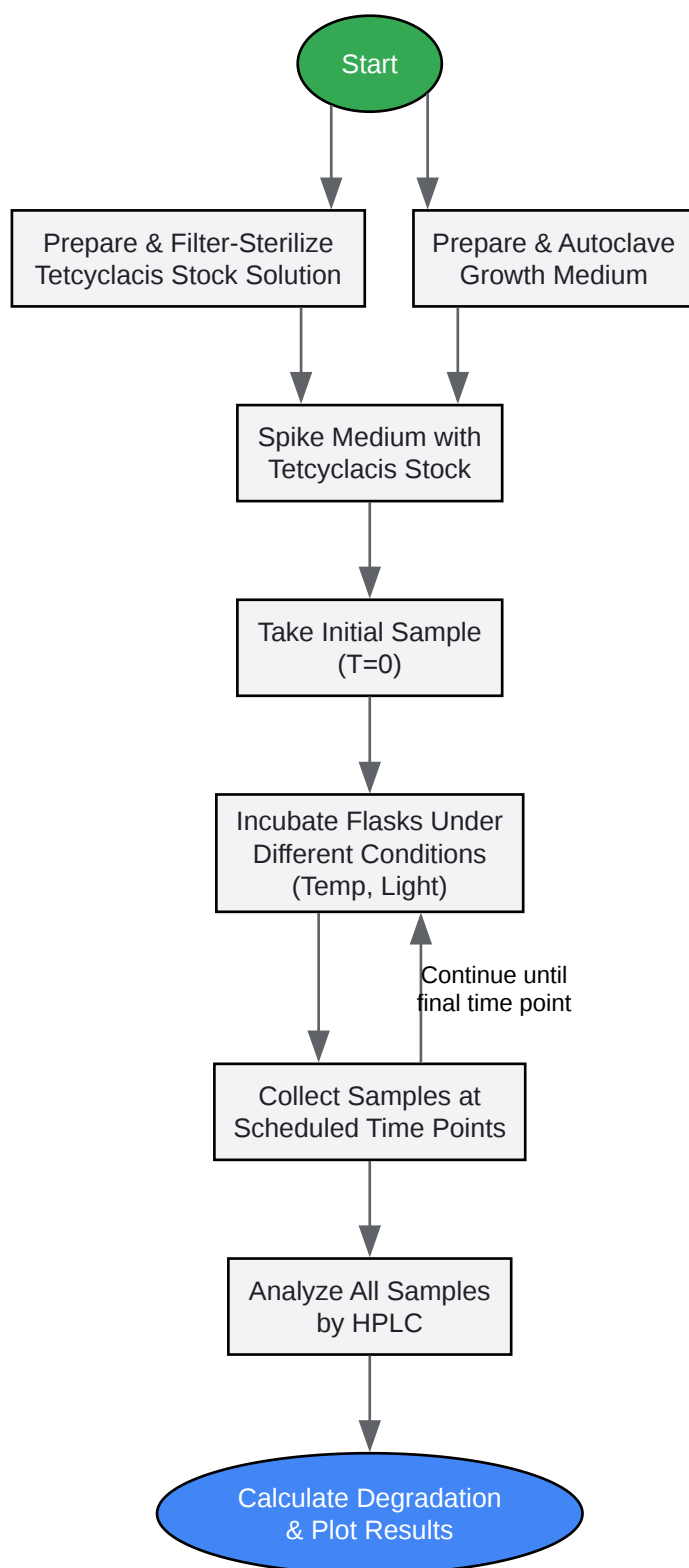 Start
Prepare & Filter-Sterilize
Tetcyclacis Stock Solution
Prepare & Autoclave
Growth Medium
Spike Medium with
Tetcyclacis Stock
Take Initial Sample
(T=0)
Incubate Flasks Under
Different Conditions
(Temp, Light)
Continue until
final time point
Collect Samples at
Scheduled Time Points
Analyze All Samples
by HPLC
Calculate Degradation
& Plot Results